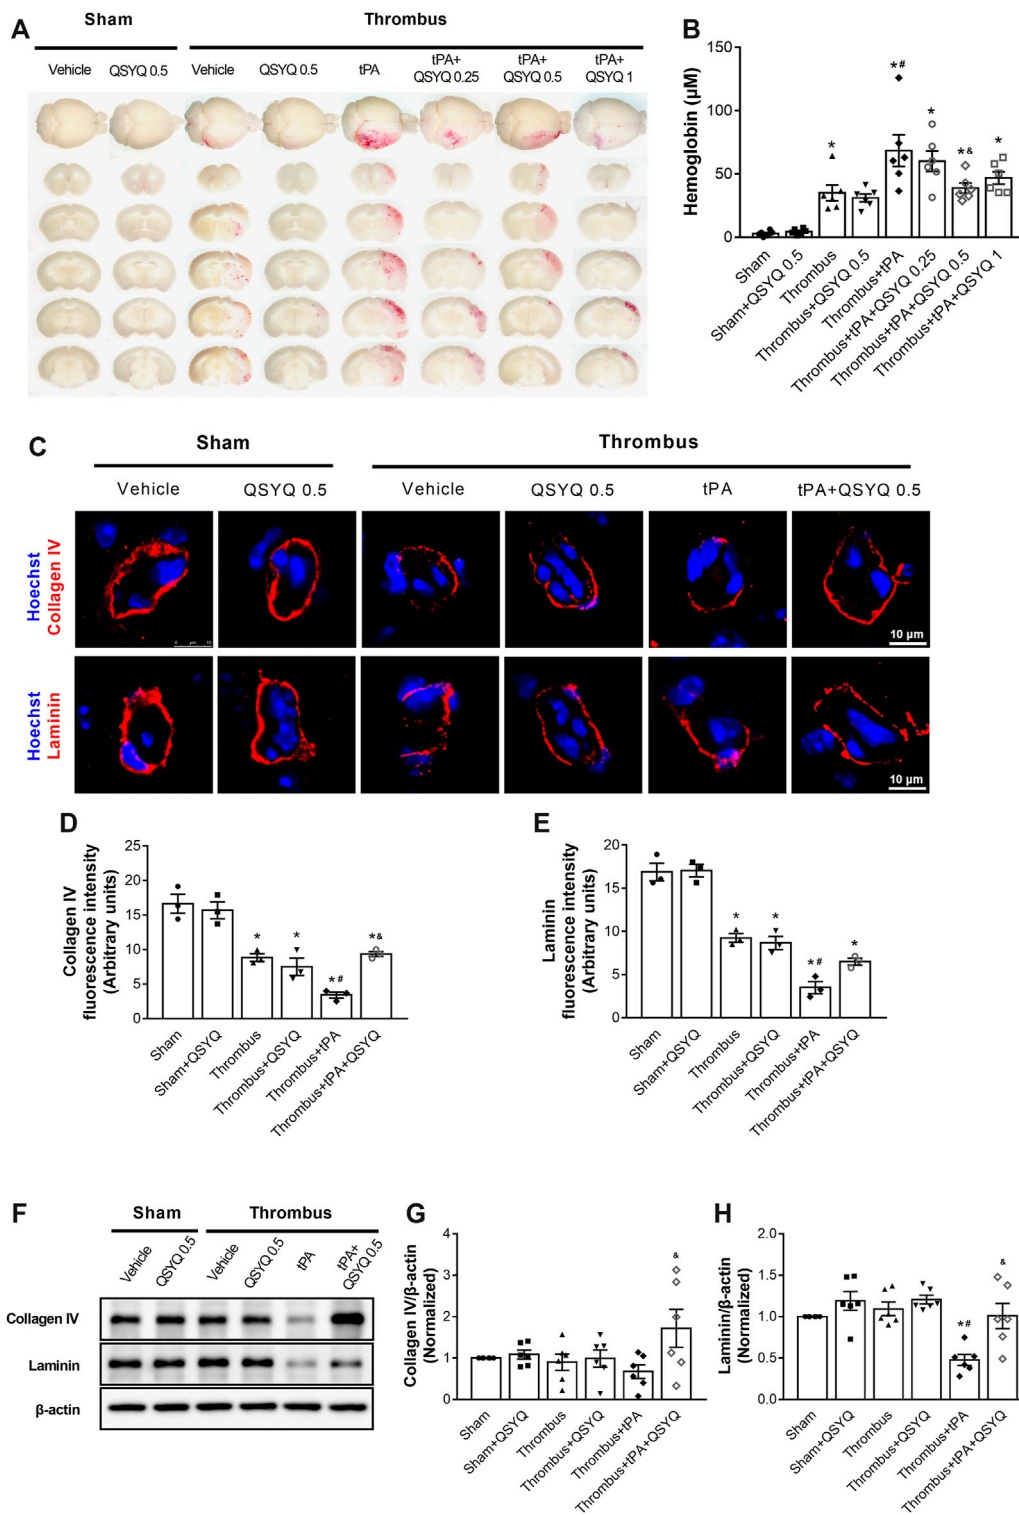 A
Sham
Thrombus
Vehicle
QSYQ 0.5
Vehicle
QSYQ 0.5
tPA
tPA+
QSYQ 0.25
tPA+
QSYQ 0.5
tPA+
QSYQ 1
B
Hemoglobin (μM)
150
100
50
0
*
*#
*
*&
*
Sham
Sham+QSYQ 0.5
Thrombus
Thrombus+QSYQ 0.5
Thrombus+tPA
Thrombus+tPA+QSYQ 0.25
Thrombus+tPA+QSYQ 0.5
Thrombus+tPA+QSYQ 1
C
Sham
Thrombus
Vehicle
QSYQ 0.5
Vehicle
QSYQ 0.5
tPA
tPA+QSYQ 0.5
Hoechst
Collagen IV
10 μm
Hoechst
Laminin
10 μm
D
Collagen IV
fluorescence intensity
(Arbitrary units)
25
20
15
10
5
0
*
*
*#
*&
Sham
Sham+QSYQ
Thrombus
Thrombus+QSYQ
Thrombus+tPA
Thrombus+tPA+QSYQ
E
Laminin
fluorescence intensity
(Arbitrary units)
20
15
10
5
0
*
*
*#
*
Sham
Sham+QSYQ
Thrombus
Thrombus+QSYQ
Thrombus+tPA
Thrombus+tPA+QSYQ
F
Sham
Thrombus
Vehicle
QSYQ 0.5
Vehicle
QSYQ 0.5
tPA
tPA+
QSYQ 0.5
Collagen IV
Laminin
β-actin
G
Collagen IV/β-actin
(Normalized)
4
3
2
1
0
&
Sham
Sham+QSYQ
Thrombus
Thrombus+QSYQ
Thrombus+tPA
Thrombus+tPA+QSYQ
H
Laminin/β-actin
(Normalized)
2.0
1.5
1.0
0.5
0.0
*#
&
Sham
Sham+QSYQ
Thrombus
Thrombus+QSYQ
Thrombus+tPA
Thrombus+tPA+QSYQ